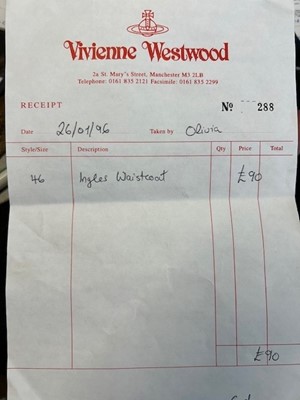 Vivienne Westwood
2a St. Mary's Street, Manchester M3 2LB
Telephone: 0161 835 2121 Facsimile: 0161 835 2299
RECEIPT Nº 288
Date 26/01/96 Taken by Olivia
Style/Size Description Qty Price Total
46 Ingles Waistcoat £90
£90